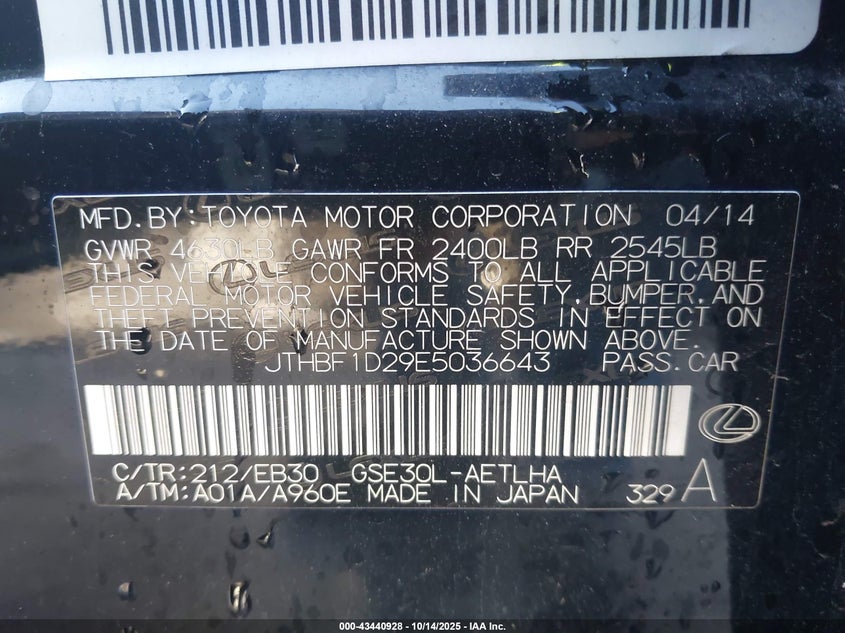 MFD.BY:TOYOTA MOTOR CORPORATION 04/14
GVWR 4630LB GAWR FR 2400LB RR 2545LB
THIS VEHICLE CONFORMS TO ALL APPLICABLE
FEDERAL MOTOR VEHICLE SAFETY,BUMPER,AND
THEFT PREVENTION STANDARDS IN EFFECT ON
THE DATE OF MANUFACTURE SHOWN ABOVE.
JTHBF1D29E5036643 PASS.CAR
C/TR:212/EB30 GSE30L-AETLHA
A/TM:A01A/A960E MADE IN JAPAN 329 A
000-43440928 - 10/14/2025 - IAA Inc.